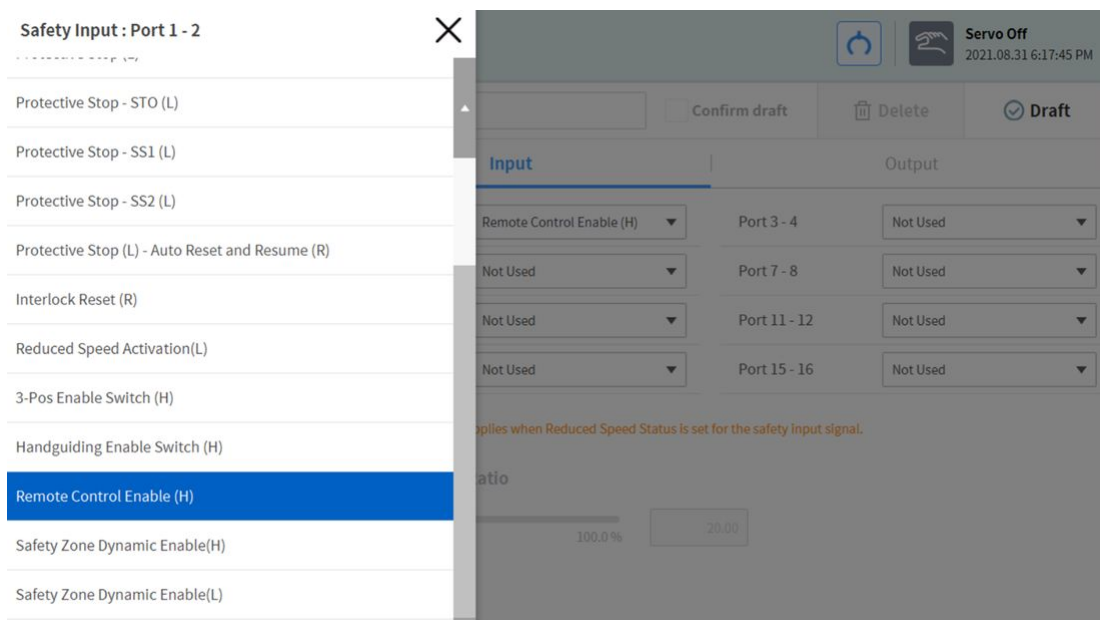 Safety Input : Port 1 - 2
Protective Stop - STO (L)
Protective Stop - SS1 (L)
Protective Stop - SS2 (L)
Protective Stop (L) - Auto Reset and Resume (R)
Interlock Reset (R)
Reduced Speed Activation(L)
3-Pos Enable Switch (H)
Handguiding Enable Switch (H)
Remote Control Enable (H)
Safety Zone Dynamic Enable(H)
Safety Zone Dynamic Enable(L)
Servo Off
2021.08.31 6:17:45 PM
Confirm draft
Delete
Draft
Input
Output
Remote Control Enable (H)
Port 3 - 4
Not Used
Not Used
Port 7 - 8
Not Used
Not Used
Port 11 - 12
Not Used
Not Used
Port 15 - 16
Not Used
applies when Reduced Speed Status is set for the safety input signal.
atio
100.0 %
20.00